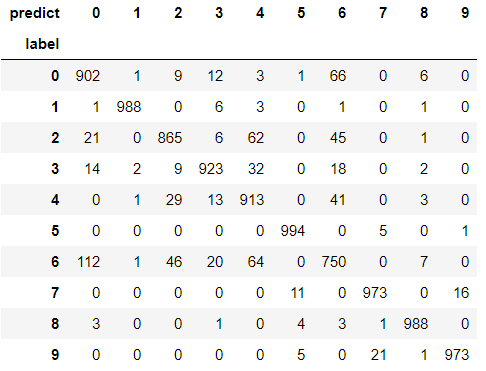 predict 0 1 2 3 4 5 6 7 8 9
label
0 902 1 9 12 3 1 66 0 6 0
1 1 988 0 6 3 0 1 0 1 0
2 21 0 865 6 62 0 45 0 1 0
3 14 2 9 923 32 0 18 0 2 0
4 0 1 29 13 913 0 41 0 3 0
5 0 0 0 0 0 994 0 5 0 1
6 112 1 46 20 64 0 750 0 7 0
7 0 0 0 0 0 11 0 973 0 16
8 3 0 0 1 0 4 3 1 988 0
9 0 0 0 0 0 5 0 21 1 973